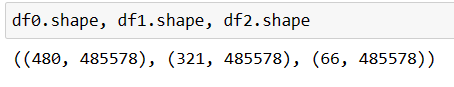 df0.shape, df1.shape, df2.shape
((480, 485578), (321, 485578), (66, 485578))